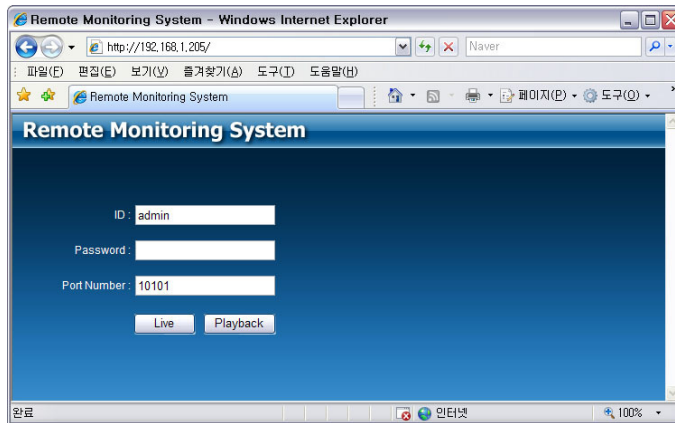 Remote Monitoring System - Windows Internet Explorer
http://192,168,1,205/
Naver
파일(F) 편집(E) 보기(V) 즐겨찾기(A) 도구(T) 도움말(H)
Remote Monitoring System
페이지(P) 도구(O)
Remote Monitoring System
ID : admin
Password :
Port Number : 10101
Live Playback
완료 인터넷 100%